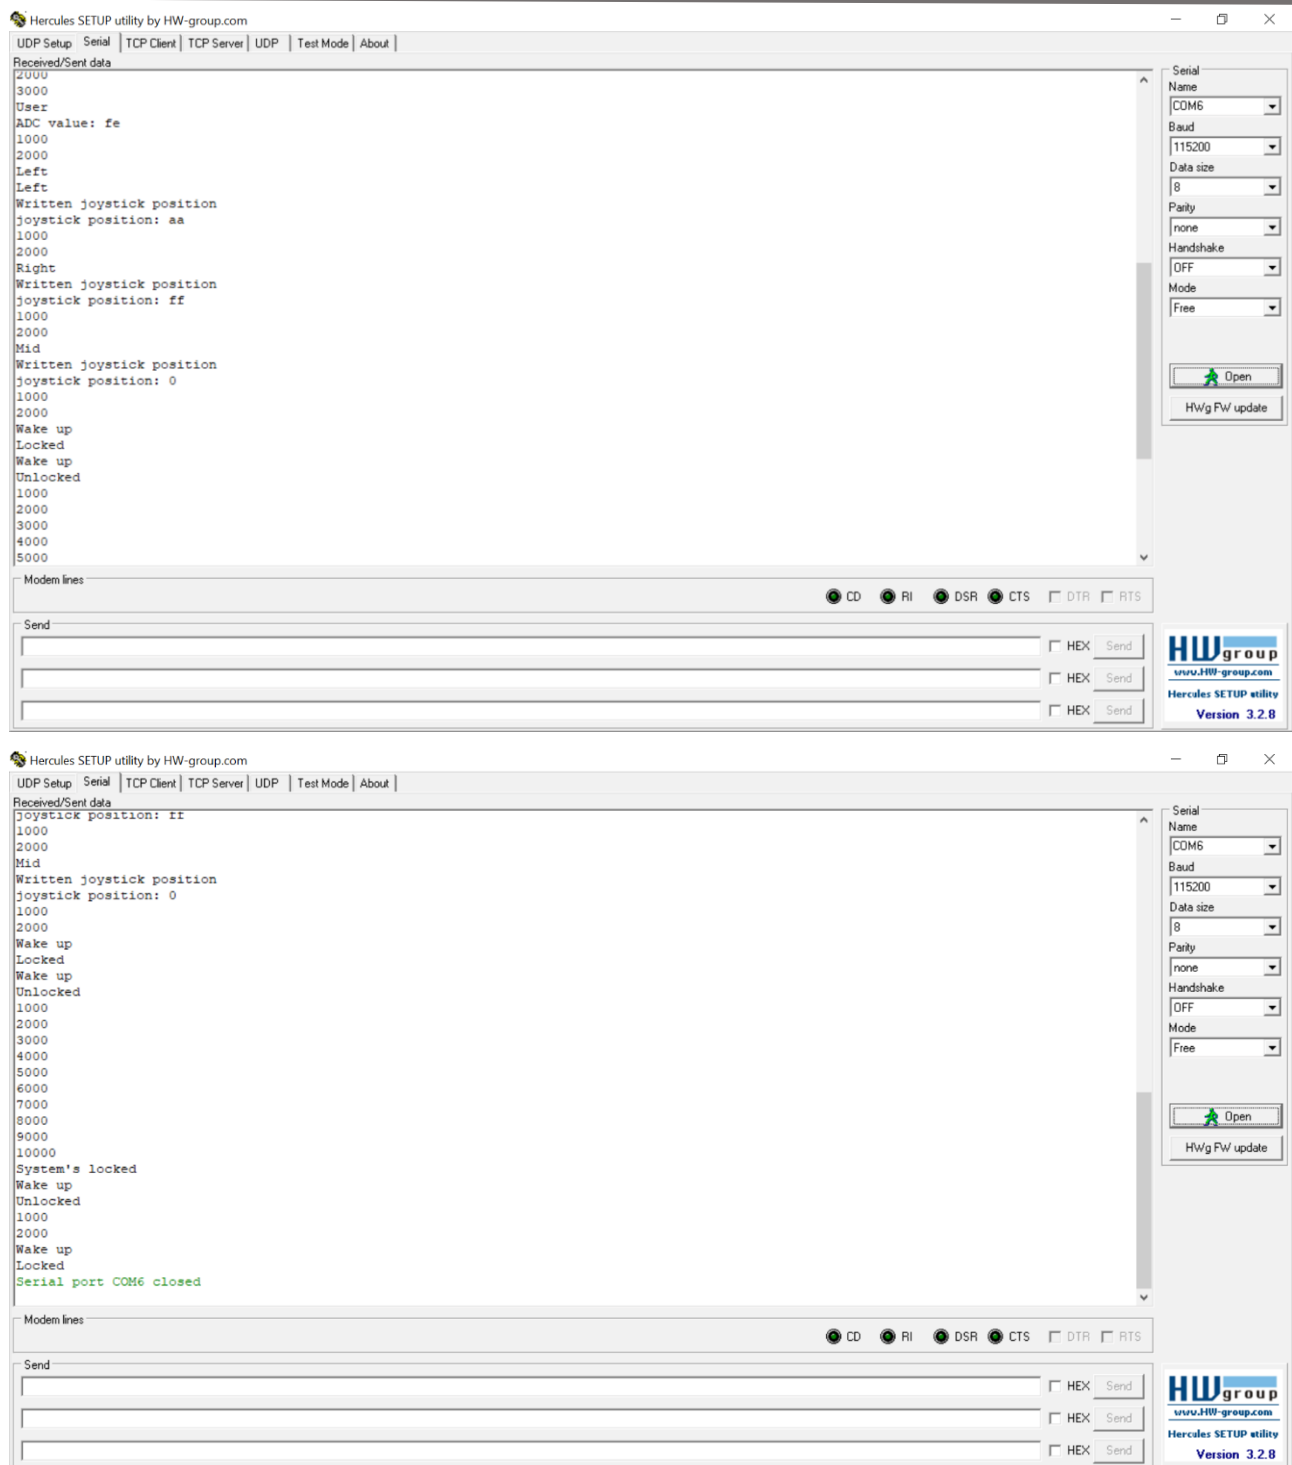 Hercules SETUP utility by HW-group.com
UDP Setup Serial TCP Client TCP Server UDP Test Mode About
Received/Sent data
2000
3000
User
ADC value: fe
1000
2000
Left
Left
Written joystick position
joystick position: aa
1000
2000
Right
Written joystick position
joystick position: ff
1000
2000
Mid
Written joystick position
joystick position: 0
1000
2000
Wake up
Locked
Wake up
Unlocked
1000
2000
3000
4000
5000
Serial
Name
COM6
Baud
115200
Data size
8
Parity
none
Handshake
OFF
Mode
Free
Open
HWg FW update
Modem lines
CD RI DSR CTS DTR RTS
Send
HEX Send
HEX Send
HEX Send
HW group
www.HW-group.com
Hercules SETUP utility
Version 3.2.8
Hercules SETUP utility by HW-group.com
UDP Setup Serial TCP Client TCP Server UDP Test Mode About
Received/Sent data
joystick position: ff
1000
2000
Mid
Written joystick position
joystick position: 0
1000
2000
Wake up
Locked
Wake up
Unlocked
1000
2000
3000
4000
5000
6000
7000
8000
9000
10000
System's locked
Wake up
Unlocked
1000
2000
Wake up
Locked
Serial port COM6 closed
Serial
Name
COM6
Baud
115200
Data size
8
Parity
none
Handshake
OFF
Mode
Free
Open
HWg FW update
Modem lines
CD RI DSR CTS DTR RTS
Send
HEX Send
HEX Send
HEX Send
HW group
www.HW-group.com
Hercules SETUP utility
Version 3.2.8